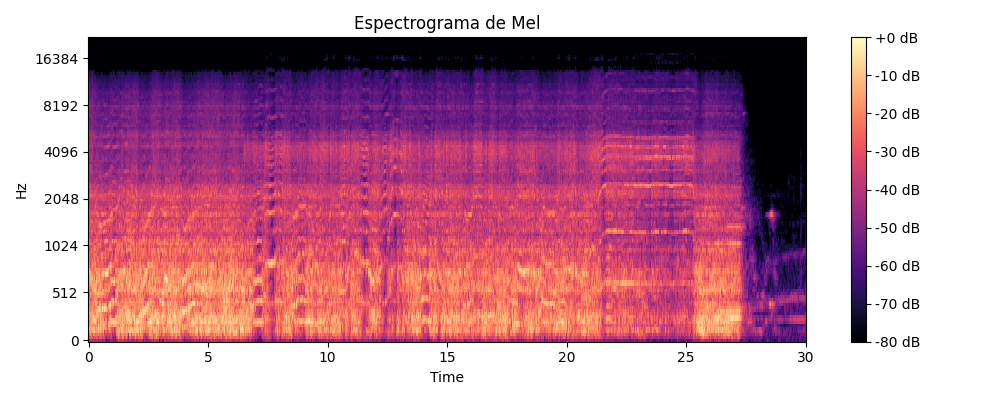 Espectrograma de Mel
Hz
16384
8192
4096
2048
1024
512
0
0 5 10 15 20 25 30
Time
+0 dB
-10 dB
-20 dB
-30 dB
-40 dB
-50 dB
-60 dB
-70 dB
-80 dB